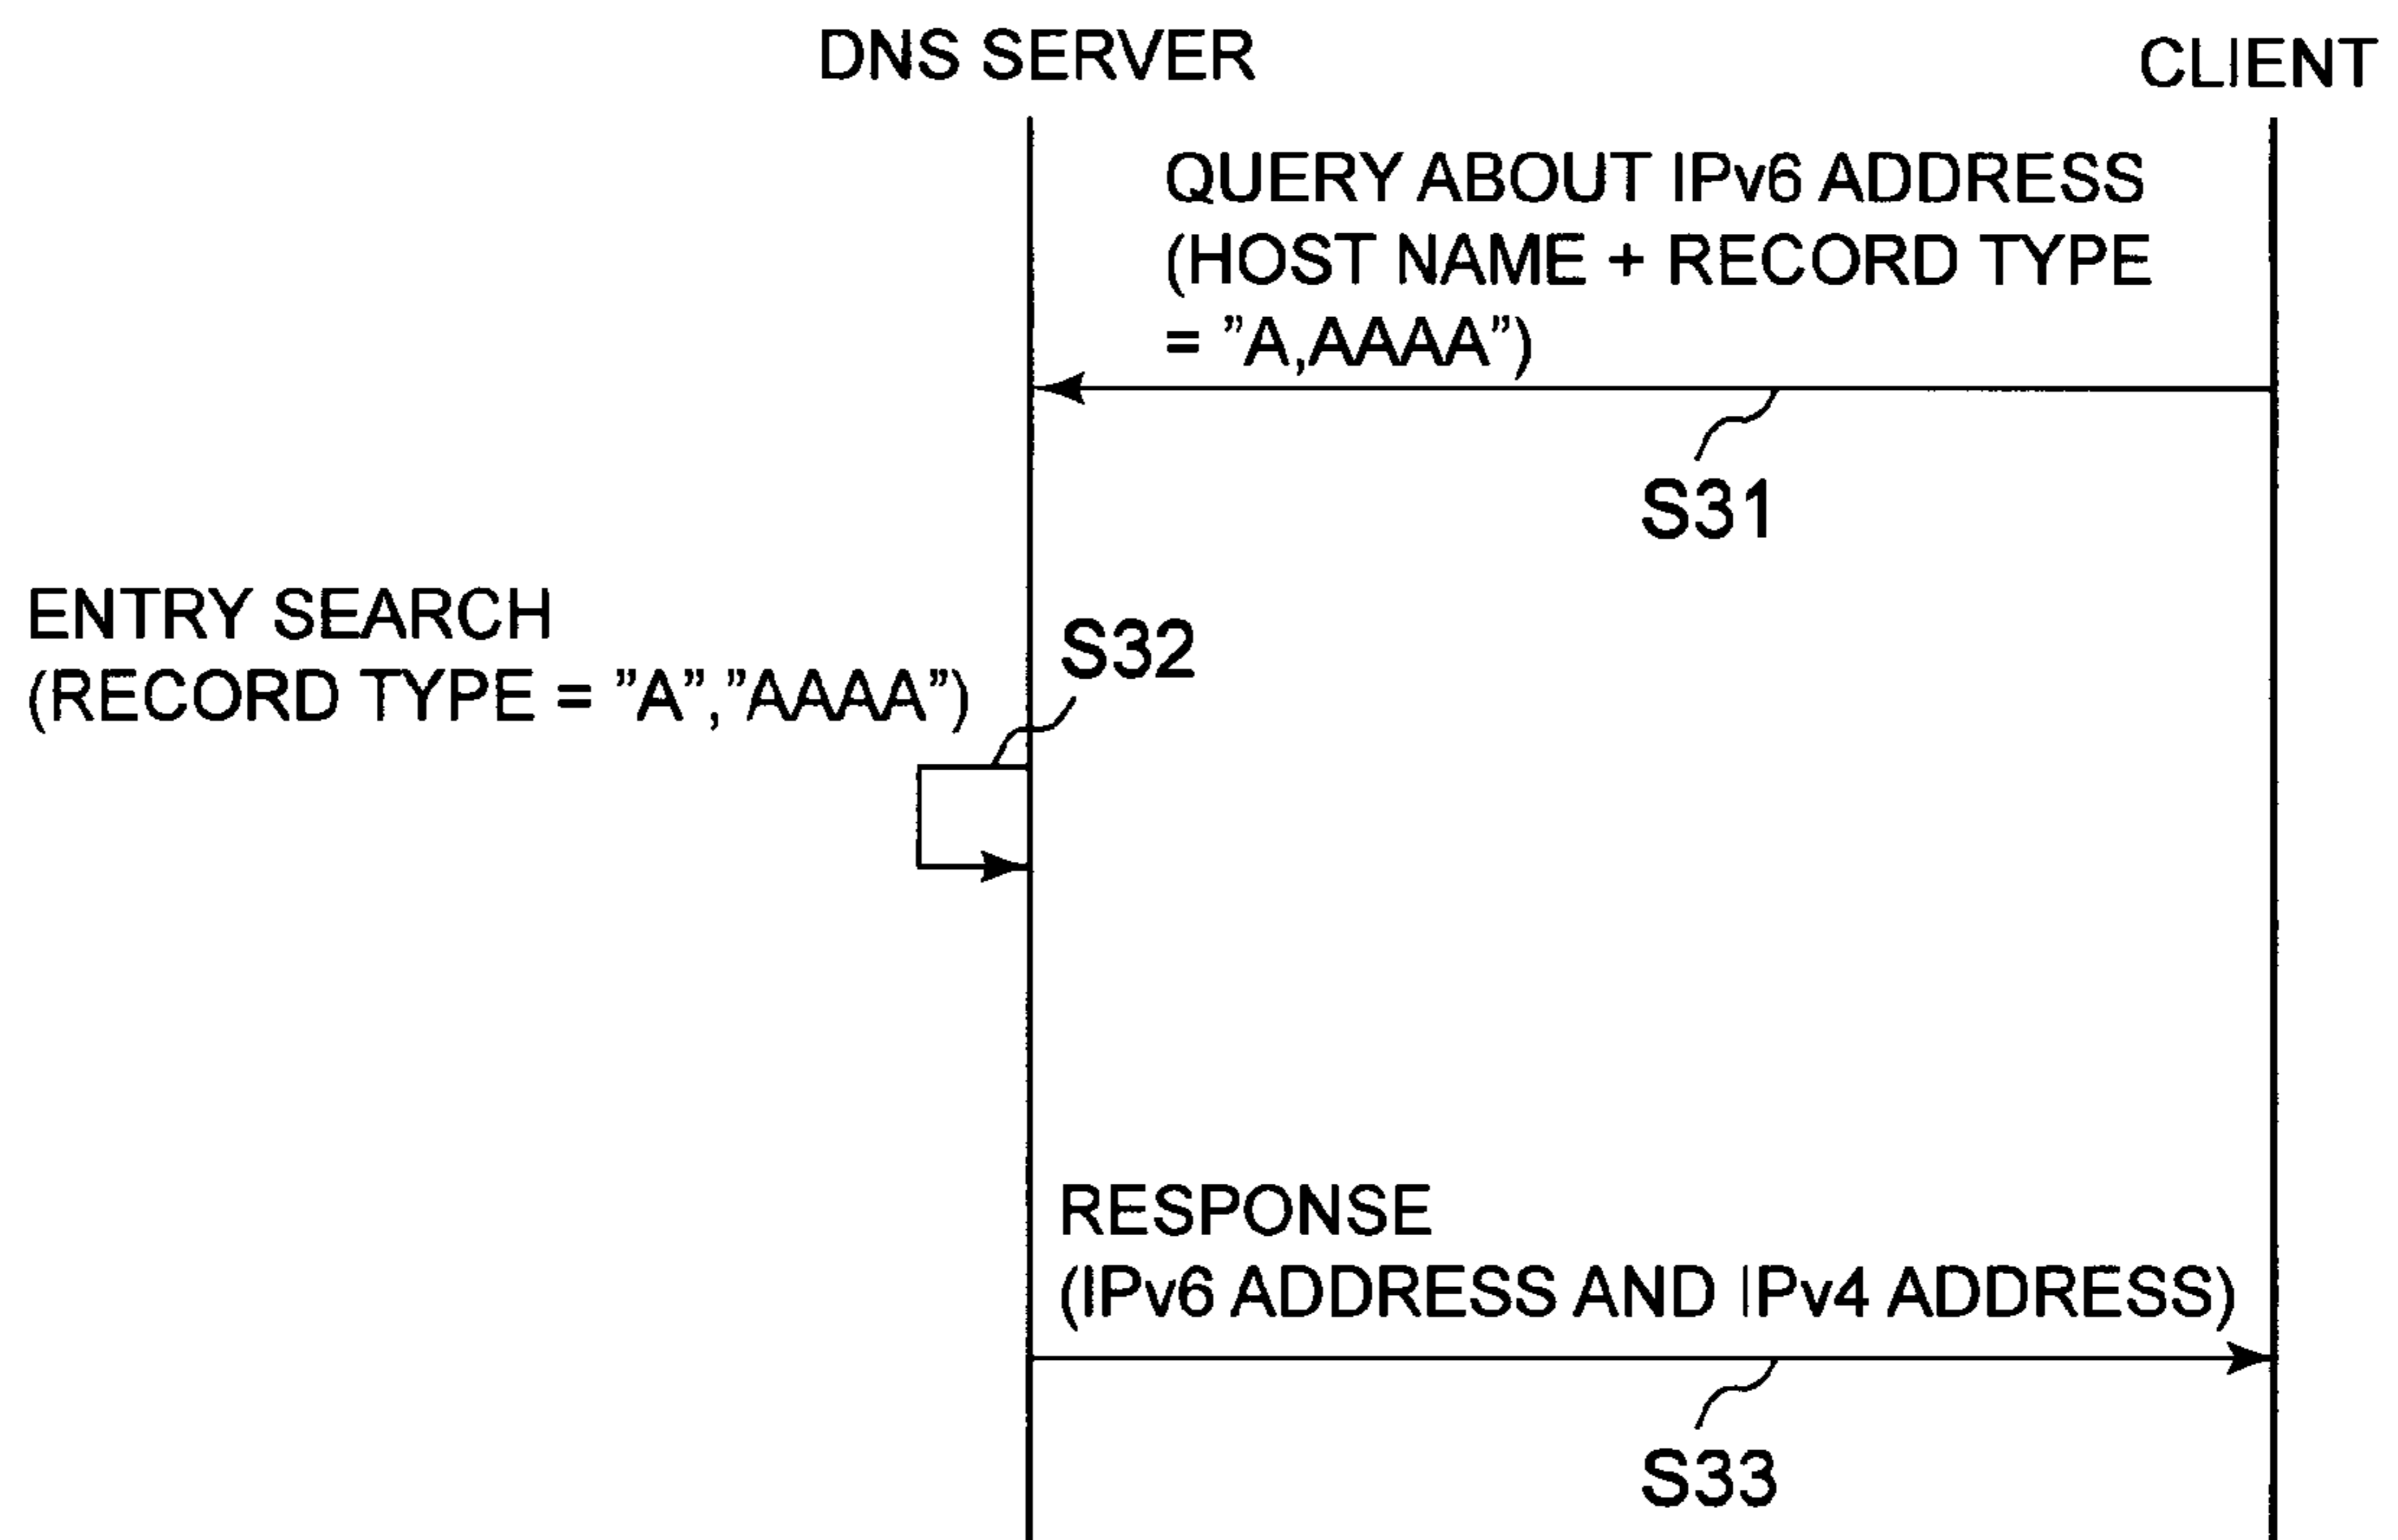 DNS SERVER
CLIENT
QUERY ABOUT IPv6 ADDRESS
(HOST NAME + RECORD TYPE
= ”A,AAAA”)
S31
ENTRY SEARCH
(RECORD TYPE = ”A”,”AAAA”)
S32
RESPONSE
(IPv6 ADDRESS AND IPv4 ADDRESS)
S33